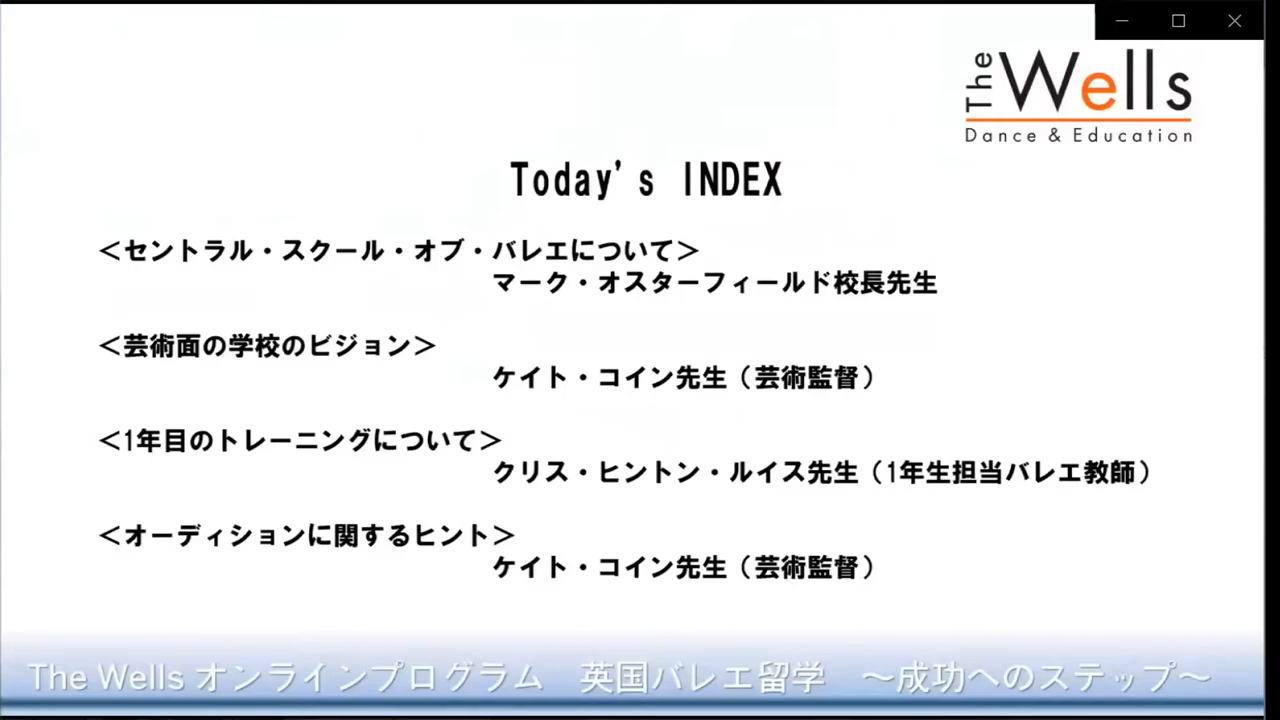 The Wells
Dance & Education
Today's INDEX
＜セントラル・スクール・オブ・バレエについて＞
マーク・オスターフィールド校長先生
＜芸術面の学校のビジョン＞
ケイト・コイン先生（芸術監督）
＜1年目のトレーニングについて＞
クリス・ヒントン・ルイス先生（1年生担当バレエ教師）
＜オーディションに関するヒント＞
ケイト・コイン先生（芸術監督）
The Wells オンラインプログラム　英国バレエ留学　～成功へのステップ～